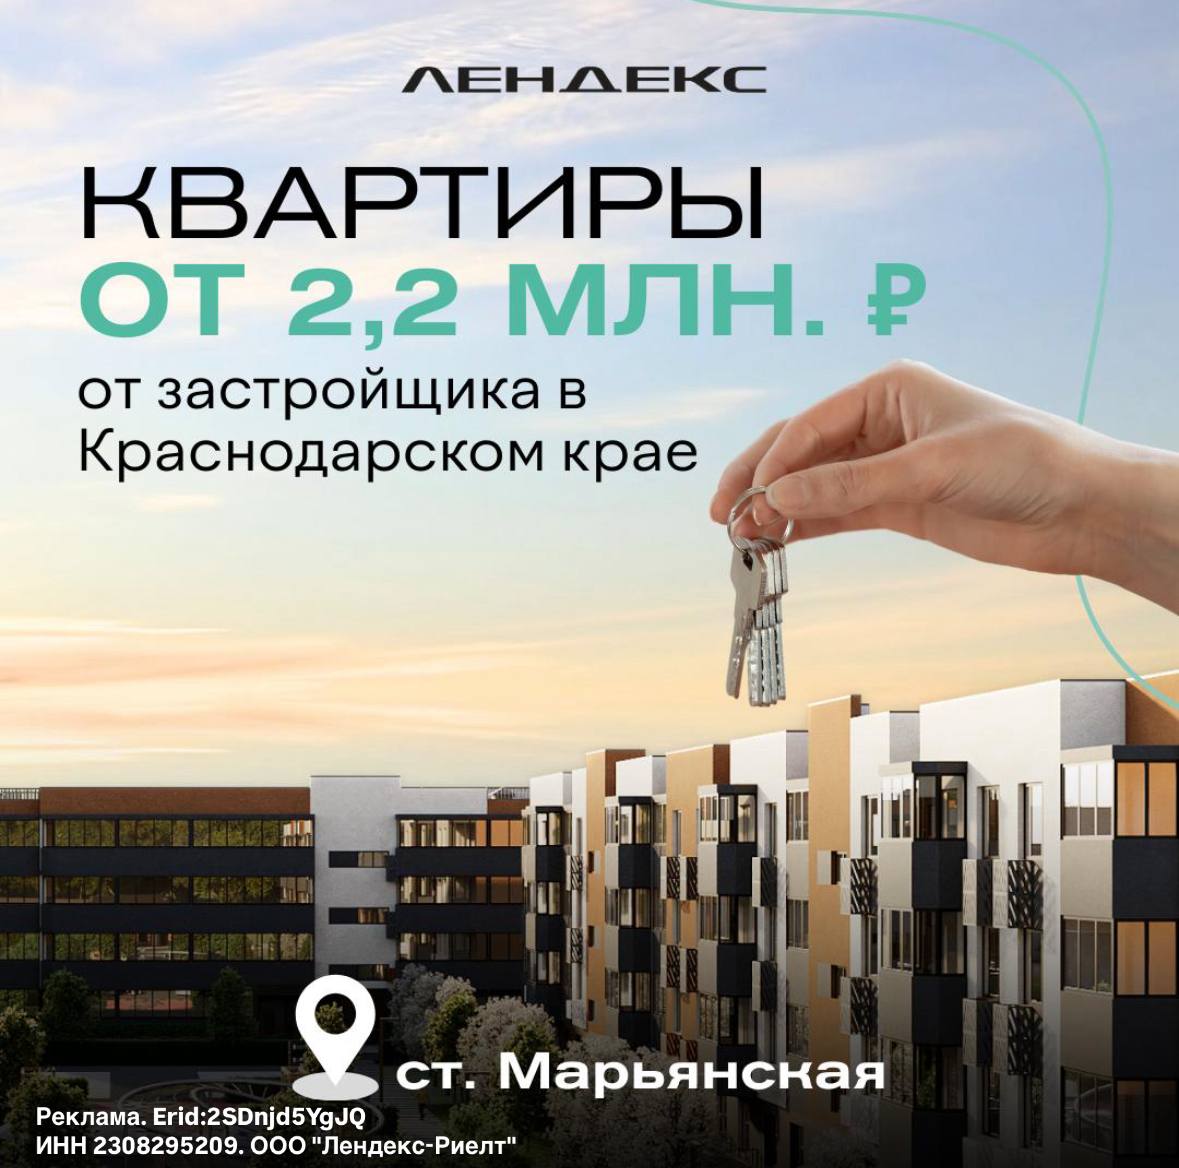 ЛЕНДЕКС
КВАРТИРЫ
ОТ 2,2 МЛН. ₽
от застройщика в
Краснодарском крае
ст. Марьянская
Реклама. Erid:2SDnjd5YgJQ
ИНН 2308295209. ООО "Лендекс-Риелт"